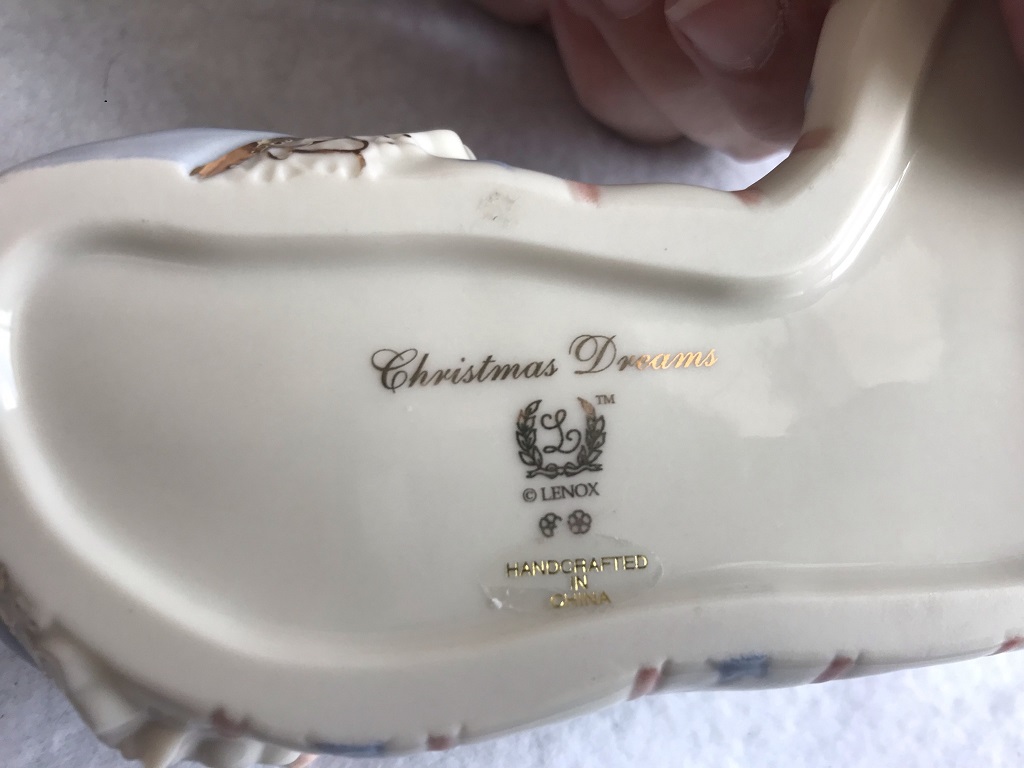 Christmas Dreams
L TM
© LENOX
HANDCRAFTED
IN
CHINA